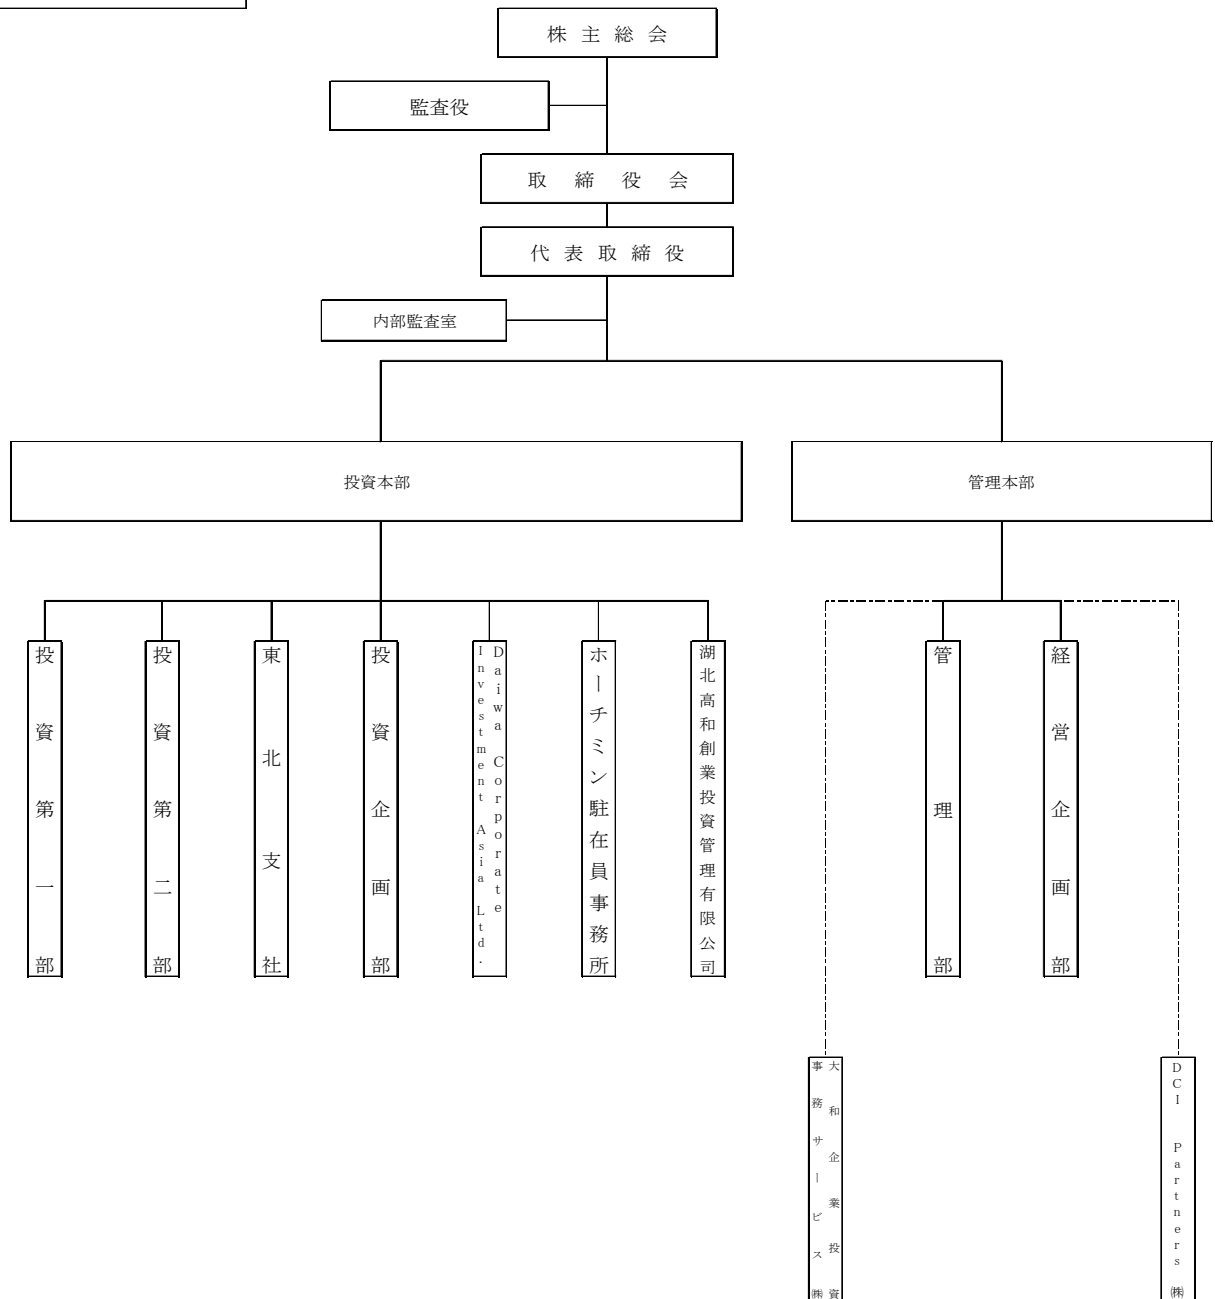 株主総会
監査役
取締役会
代表取締役
内部監査室
投資本部
管理本部
投資第一部
投資第二部
東北支社
投資企画部
Daiwa Corporate
Investment Asia Ltd.
ホーチミン駐在員事務所
湖北高和創業投資管理有限公司
管理部
経営企画部
大和企業投資
事務サービス㈱
DCI Partners ㈱